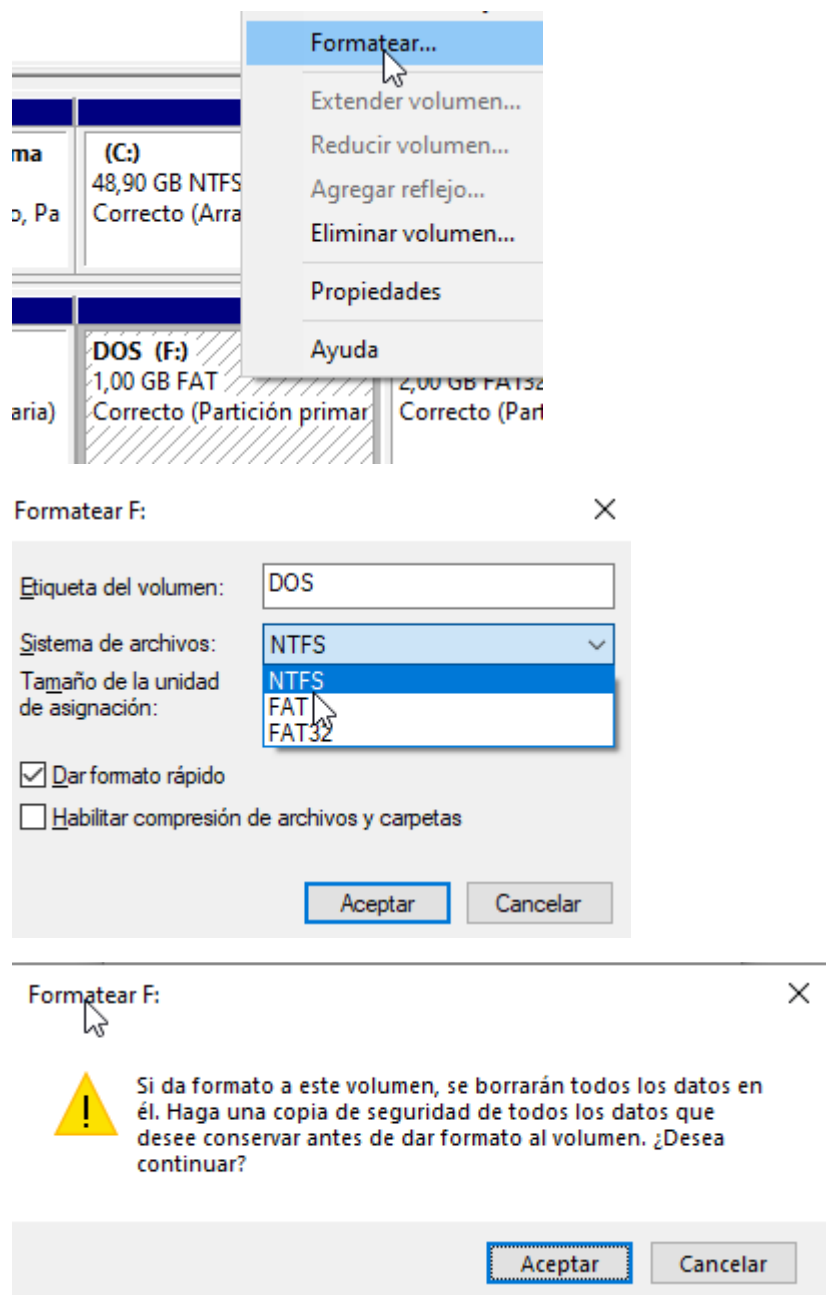 Formatear...
Extender volumen...
Reducir volumen...
Agregar reflejo...
Eliminar volumen...
Propiedades
Ayuda
ma
o, Pa
(C:)
48,90 GB NTFS
Correcto (Arra
aria)
DOS (F:)
1,00 GB FAT
Correcto (Partición primar
2,00 GB FAT32
Correcto (Part
Formatear F:
Etiqueta del volumen: DOS
Sistema de archivos: NTFS
Tamaño de la unidad
de asignación:
NTFS
FAT
FAT32
Dar formato rápido
Habilitar compresión de archivos y carpetas
Aceptar Cancelar
Formatear F:
Si da formato a este volumen, se borrarán todos los datos en
él. Haga una copia de seguridad de todos los datos que
desee conservar antes de dar formato al volumen. ¿Desea
continuar?
Aceptar Cancelar